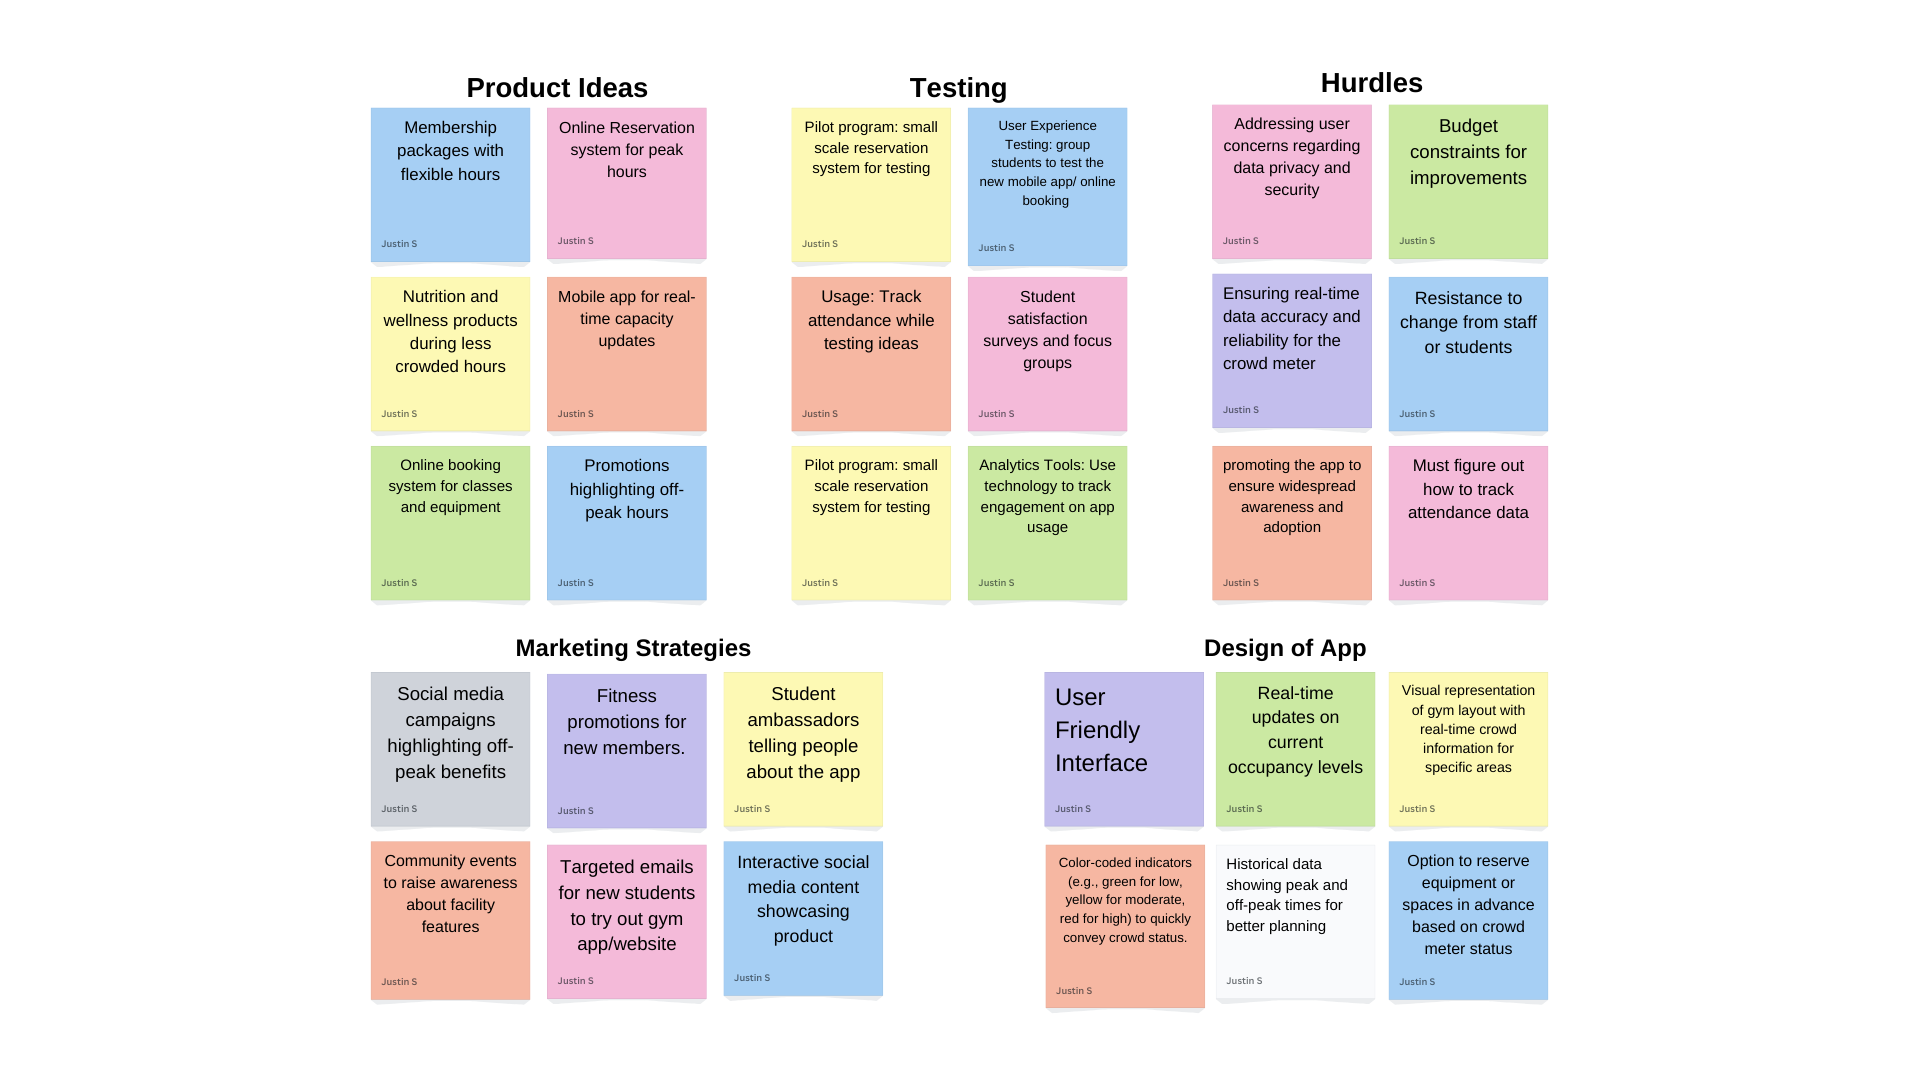 Product Ideas
Membership
packages with
flexible hours
Justin S
Online Reservation
system for peak
hours
Justin S
Nutrition and
wellness products
during less
crowded hours
Justin S
Mobile app for real-
time capacity
updates
Justin S
Online booking
system for classes
and equipment
Justin S
Promotions
highlighting off-
peak hours
Justin S
Testing
Pilot program: small
scale reservation
system for testing
Justin S
User Experience
Testing: group
students to test the
new mobile app/ online
booking
Justin S
Usage: Track
attendance while
testing ideas
Justin S
Student
satisfaction
surveys and focus
groups
Justin S
Pilot program: small
scale reservation
system for testing
Justin S
Analytics Tools: Use
technology to track
engagement on app
usage
Justin S
Hurdles
Addressing user
concerns regarding
data privacy and
security
Justin S
Budget
constraints for
improvements
Justin S
Ensuring real-time
data accuracy and
reliability for the
crowd meter
Justin S
Resistance to
change from staff
or students
Justin S
promoting the app to
ensure widespread
awareness and
adoption
Justin S
Must figure out
how to track
attendance data
Justin S
Marketing Strategies
Social media
campaigns
highlighting off-
peak benefits
Justin S
Fitness
promotions for
new members.
Justin S
Student
ambassadors
telling people
about the app
Justin S
Community events
to raise awareness
about facility
features
Justin S
Targeted emails
for new students
to try out gym
app/website
Justin S
Interactive social
media content
showcasing
product
Justin S
Design of App
User
Friendly
Interface
Justin S
Real-time
updates on
current
occupancy levels
Justin S
Visual representation
of gym layout with
real-time crowd
information for
specific areas
Justin S
Color-coded indicators
(e.g., green for low,
yellow for moderate,
red for high) to quickly
convey crowd status.
Justin S
Historical data
showing peak and
off-peak times for
better planning
Justin S
Option to reserve
equipment or
spaces in advance
based on crowd
meter status
Justin S